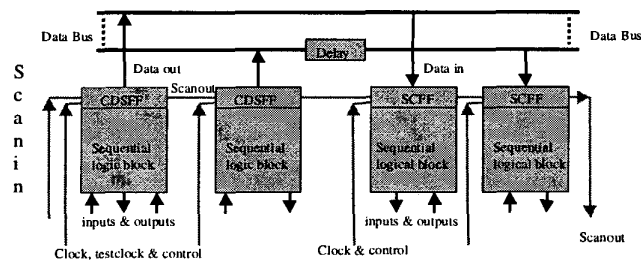 Data Bus
Data Bus
Delay
Data out
Data in
Scanin
Scanout
CDSFF
CDSFF
SCFF
SCFF
Sequential
logic block
Sequential
logic block
Sequential
logical block
Sequential
logical block
inputs & outputs
inputs & outputs
Scanout
Clock, testclock & control
Clock & control